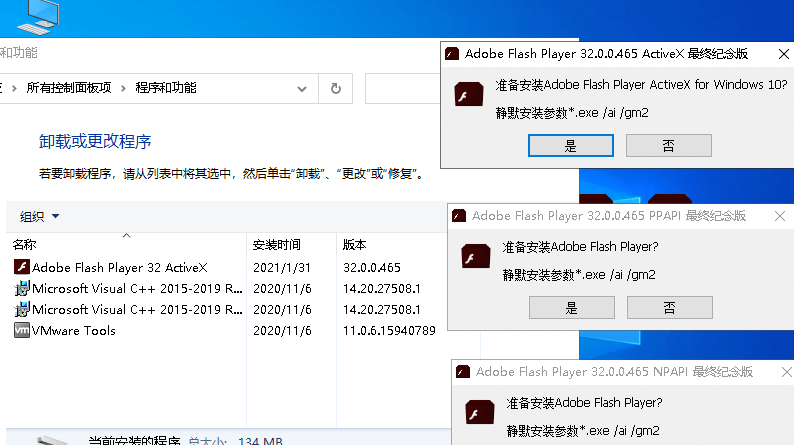 和功能
所有控制面板项 程序和功能
卸载或更改程序
若要卸载程序，请从列表中将其选中，然后单击“卸载”、“更改”或“修复”。
组织
名称 安装时间 版本
Adobe Flash Player 32 ActiveX 2021/1/31 32.0.0.465
Microsoft Visual C++ 2015-2019 R... 2020/11/6 14.20.27508.1
Microsoft Visual C++ 2015-2019 R... 2020/11/6 14.20.27508.1
vm VMware Tools 2020/11/6 11.0.6.15940789
当前安装的程序 总大小: 134 MB
Adobe Flash Player 32.0.0.465 ActiveX 最终纪念版
准备安装Adobe Flash Player ActiveX for Windows 10?
静默安装参数*.exe /ai /gm2
是 否
Adobe Flash Player 32.0.0.465 PPAPI 最终纪念版
准备安装Adobe Flash Player?
静默安装参数*.exe /ai /gm2
是 否
Adobe Flash Player 32.0.0.465 NPAPI 最终纪念版
准备安装Adobe Flash Player?
静默安装参数*.exe /ai /gm2